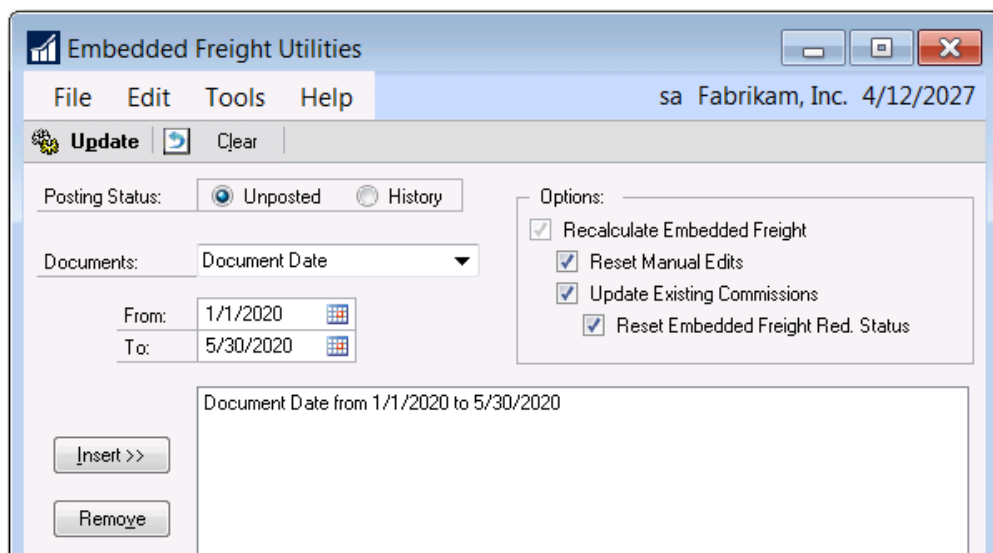 Embedded Freight Utilities
File Edit Tools Help sa Fabrikam, Inc. 4/12/2027
Update Clear
Posting Status: Unposted History
Options:
Recalculate Embedded Freight
Documents: Document Date
Reset Manual Edits
Update Existing Commissions
From: 1/1/2020
Reset Embedded Freight Red. Status
To: 5/30/2020
Document Date from 1/1/2020 to 5/30/2020
Insert >>
Remove